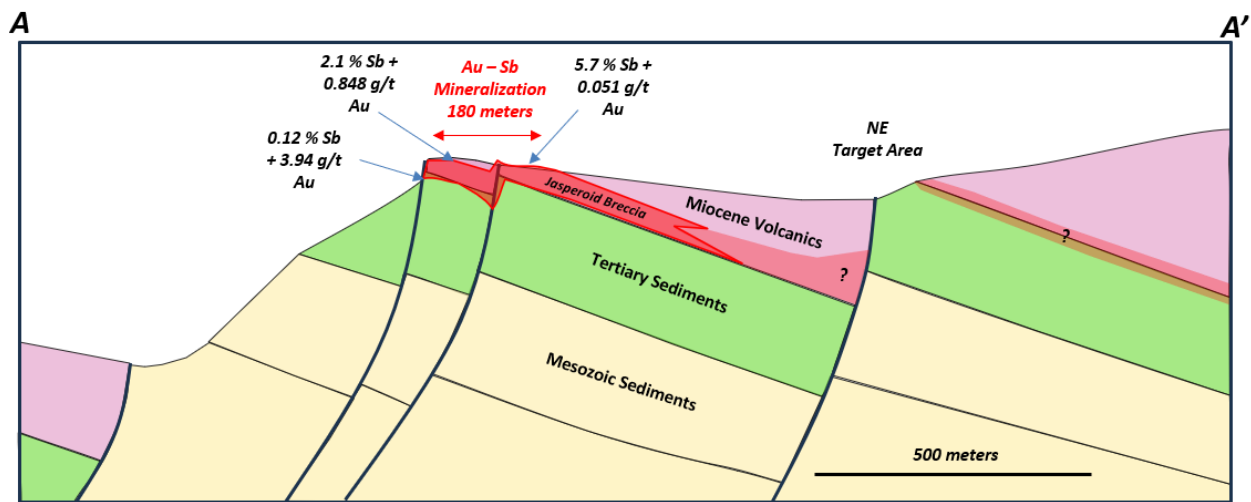 A
A'
2.1 % Sb +
0.848 g/t
Au
Au – Sb
Mineralization
180 meters
5.7 % Sb +
0.051 g/t
Au
0.12 % Sb
+ 3.94 g/t
Au
NE
Target Area
Jasperoid Breccia
Miocene Volcanics
?
?
Tertiary Sediments
Mesozoic Sediments
500 meters